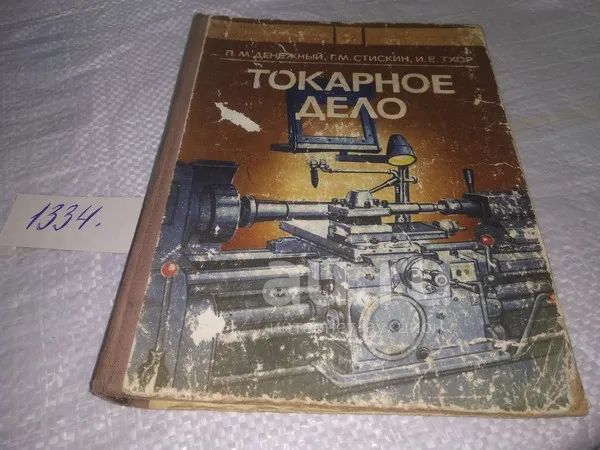 П. М. ДЕНЕЖНЫЙ, Г. М. СТИСКИН, И. Е. ТХОР
ТОКАРНОЕ
ДЕЛО
1334.